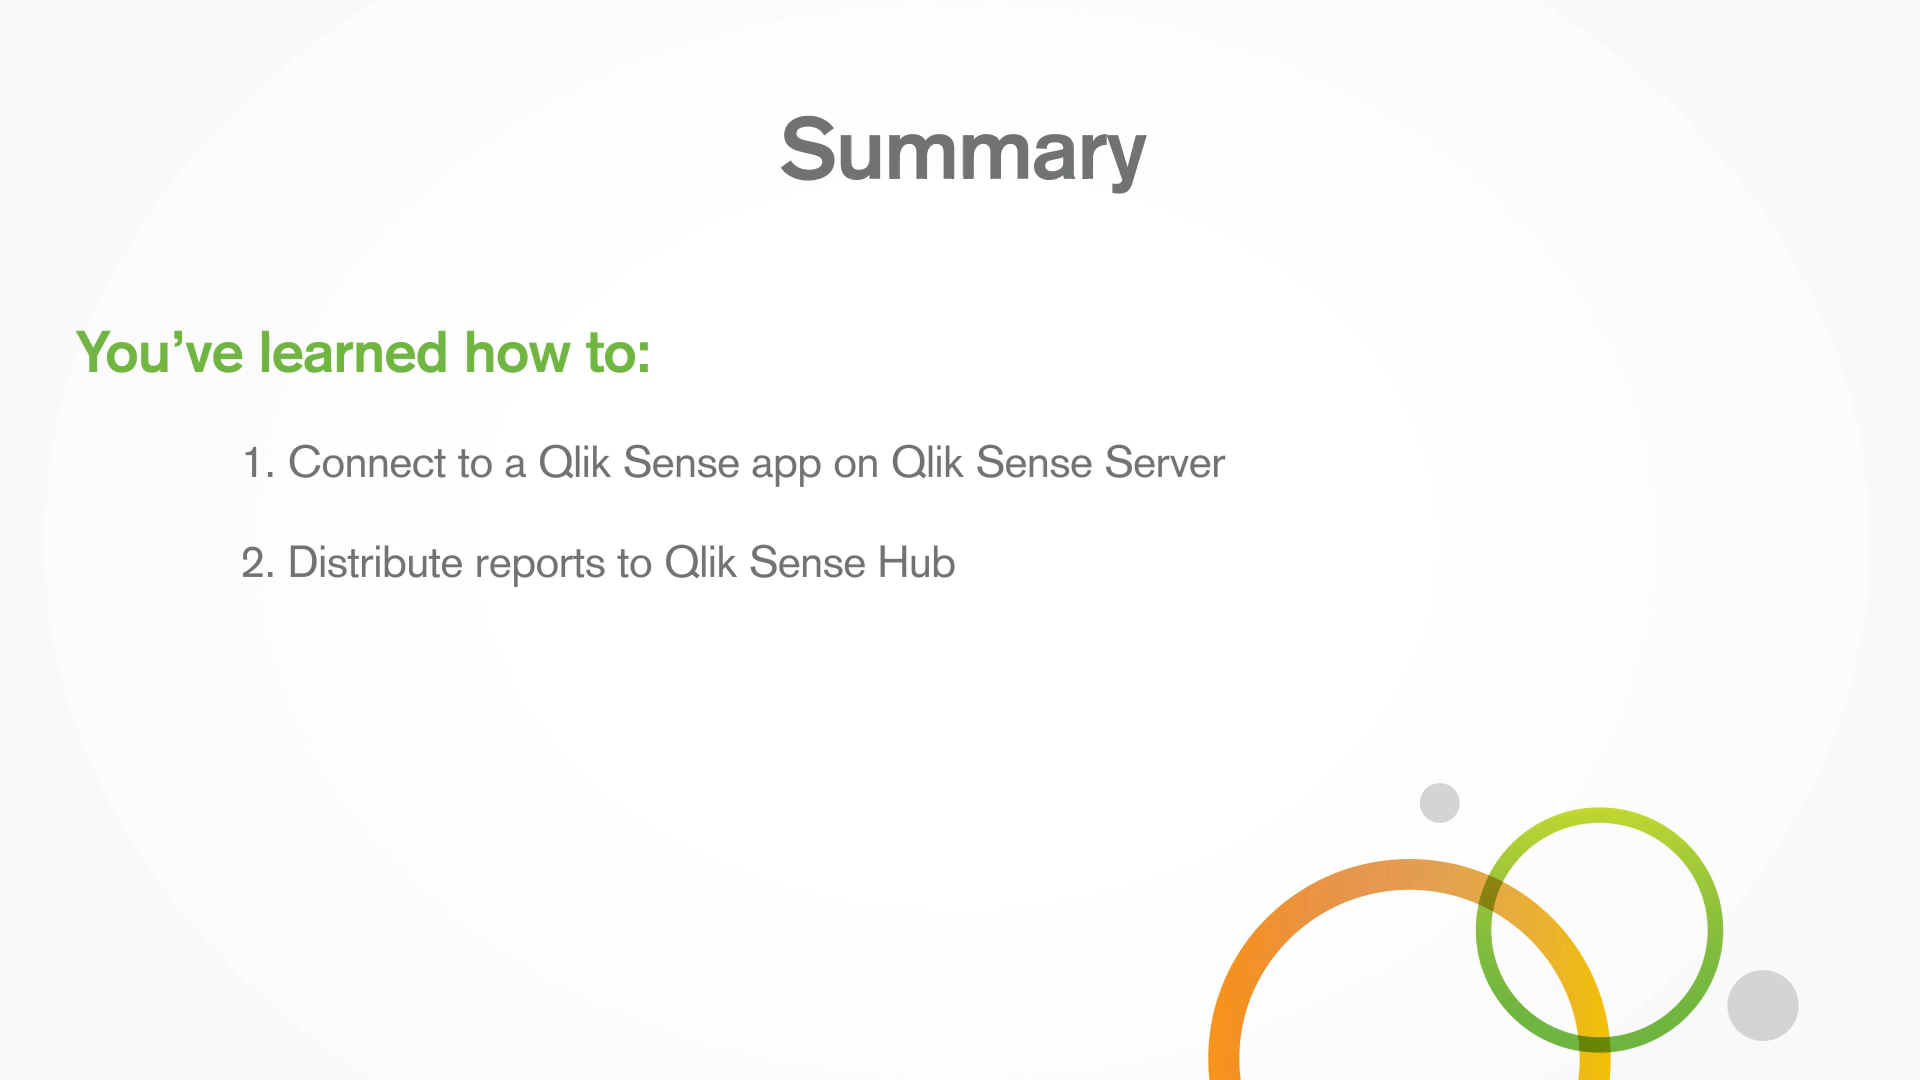 Summary
You’ve learned how to:
1. Connect to a Qlik Sense app on Qlik Sense Server
2. Distribute reports to Qlik Sense Hub